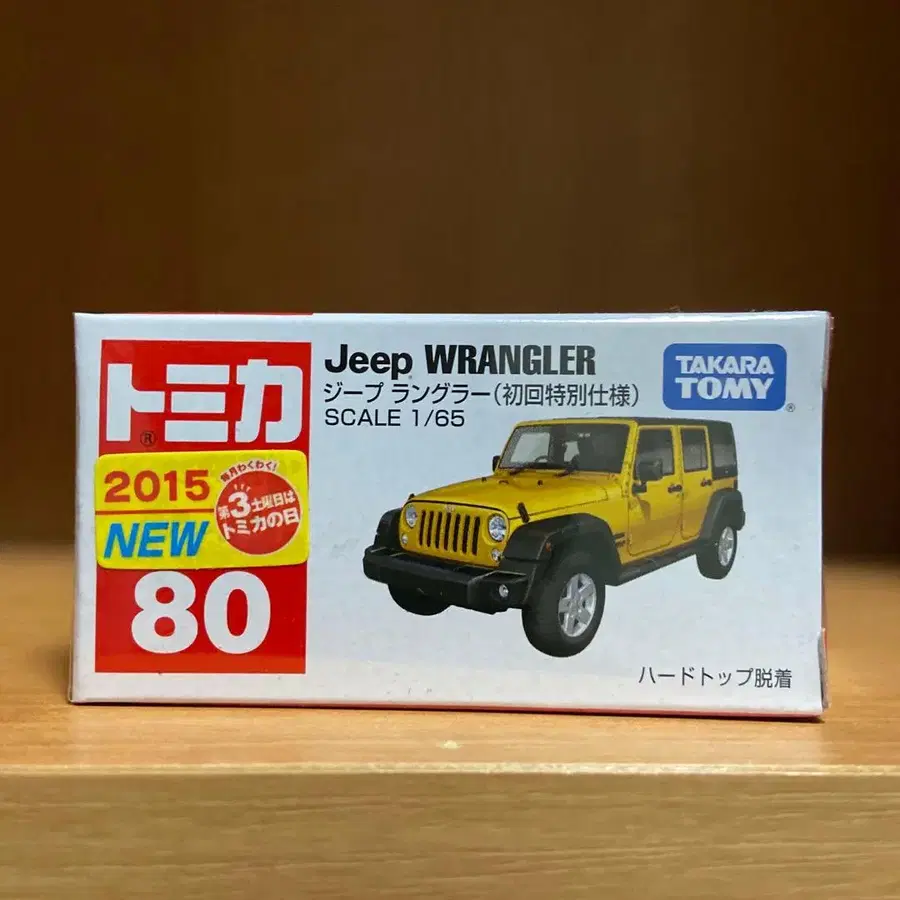 トミカ
®
2015
NEW
毎月わくわく!
第3土曜日は
トミカの日
80
Jeep WRANGLER
ジープ ラングラー(初回特別仕様)
SCALE 1/65
TAKARA
TOMY
®
ハードトップ脱着